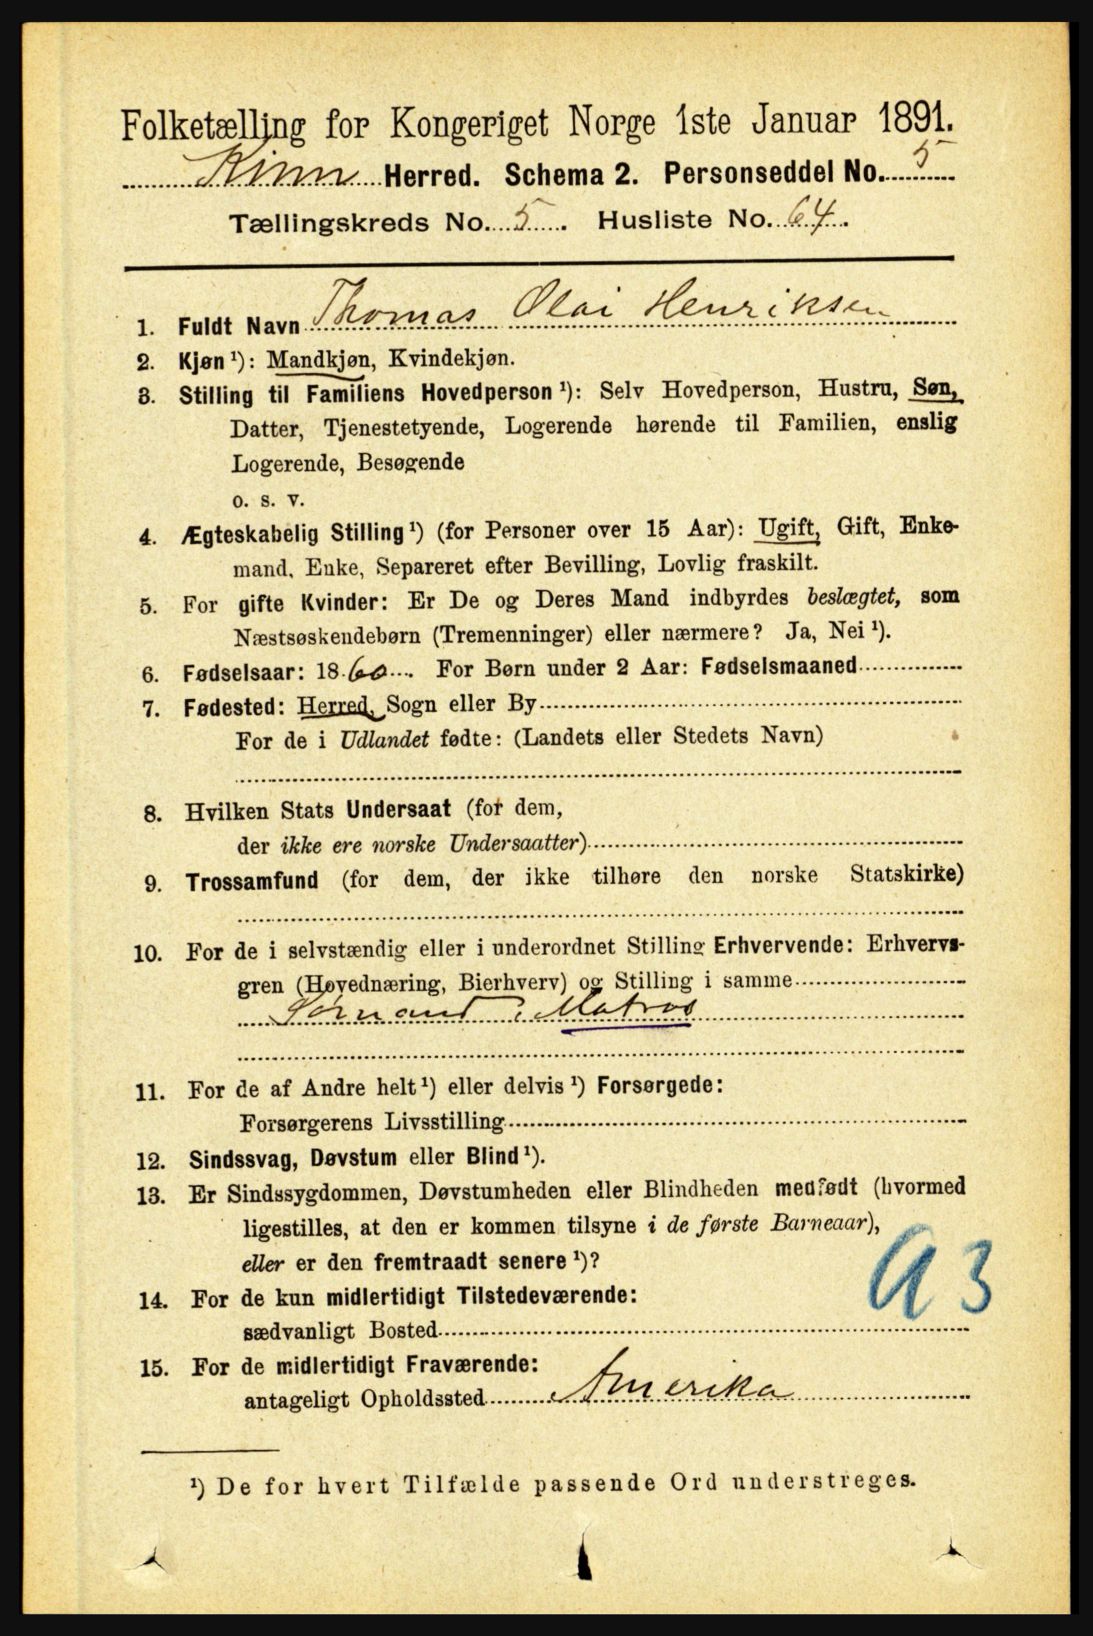 Folketælling for Kongeriget Norge 1ste Januar 1891.
Kinn Herred. Schema 2. Personseddel No. 5
Tællingskreds No. 5. Husliste No. 64.
1. Fuldt Navn Thomas Olai Henriksen
2. Kjøn ¹): Mandkjøn, Kvindekjøn.
3. Stilling til Familiens Hovedperson ¹): Selv Hovedperson, Hustru, Søn,
Datter, Tjenestetyende, Logerende hørende til Familien, enslig
Logerende, Besøgende
o. s. v.
4. Ægteskabelig Stilling ¹) (for Personer over 15 Aar): Ugift, Gift, Enke-
mand, Enke, Separeret efter Bevilling, Lovlig fraskilt.
5. For gifte Kvinder: Er De og Deres Mand indbyrdes beslægtet, som
Næstsøskendebørn (Tremenninger) eller nærmere? Ja, Nei ¹).
6. Fødselsaar: 1860. For Børn under 2 Aar: Fødselsmaaned
7. Fødested: Herred, Sogn eller By
For de i Udlandet fødte: (Landets eller Stedets Navn)
8. Hvilken Stats Undersaat (for dem,
der ikke ere norske Undersaatter)
9. Trossamfund (for dem, der ikke tilhøre den norske Statskirke)
10. For de i selvstændig eller i underordnet Stilling Erhvervende: Erhvervs-
gren (Hovednæring, Bierhverv) og Stilling i samme
Sømand, Matros
11. For de af Andre helt ¹) eller delvis ¹) Forsørgede:
Forsørgerens Livsstilling
12. Sindssvag, Døvstum eller Blind ¹).
13. Er Sindssygdommen, Døvstumheden eller Blindheden medfødt (hvormed
ligestilles, at den er kommen tilsyne i de første Barneaar),
eller er den fremtraadt senere ¹)?
A3
14. For de kun midlertidigt Tilstedeværende:
sædvanligt Bosted
15. For de midlertidigt Fraværende:
antageligt Opholdssted Amerika
¹) De for hvert Tilfælde passende Ord understreges.